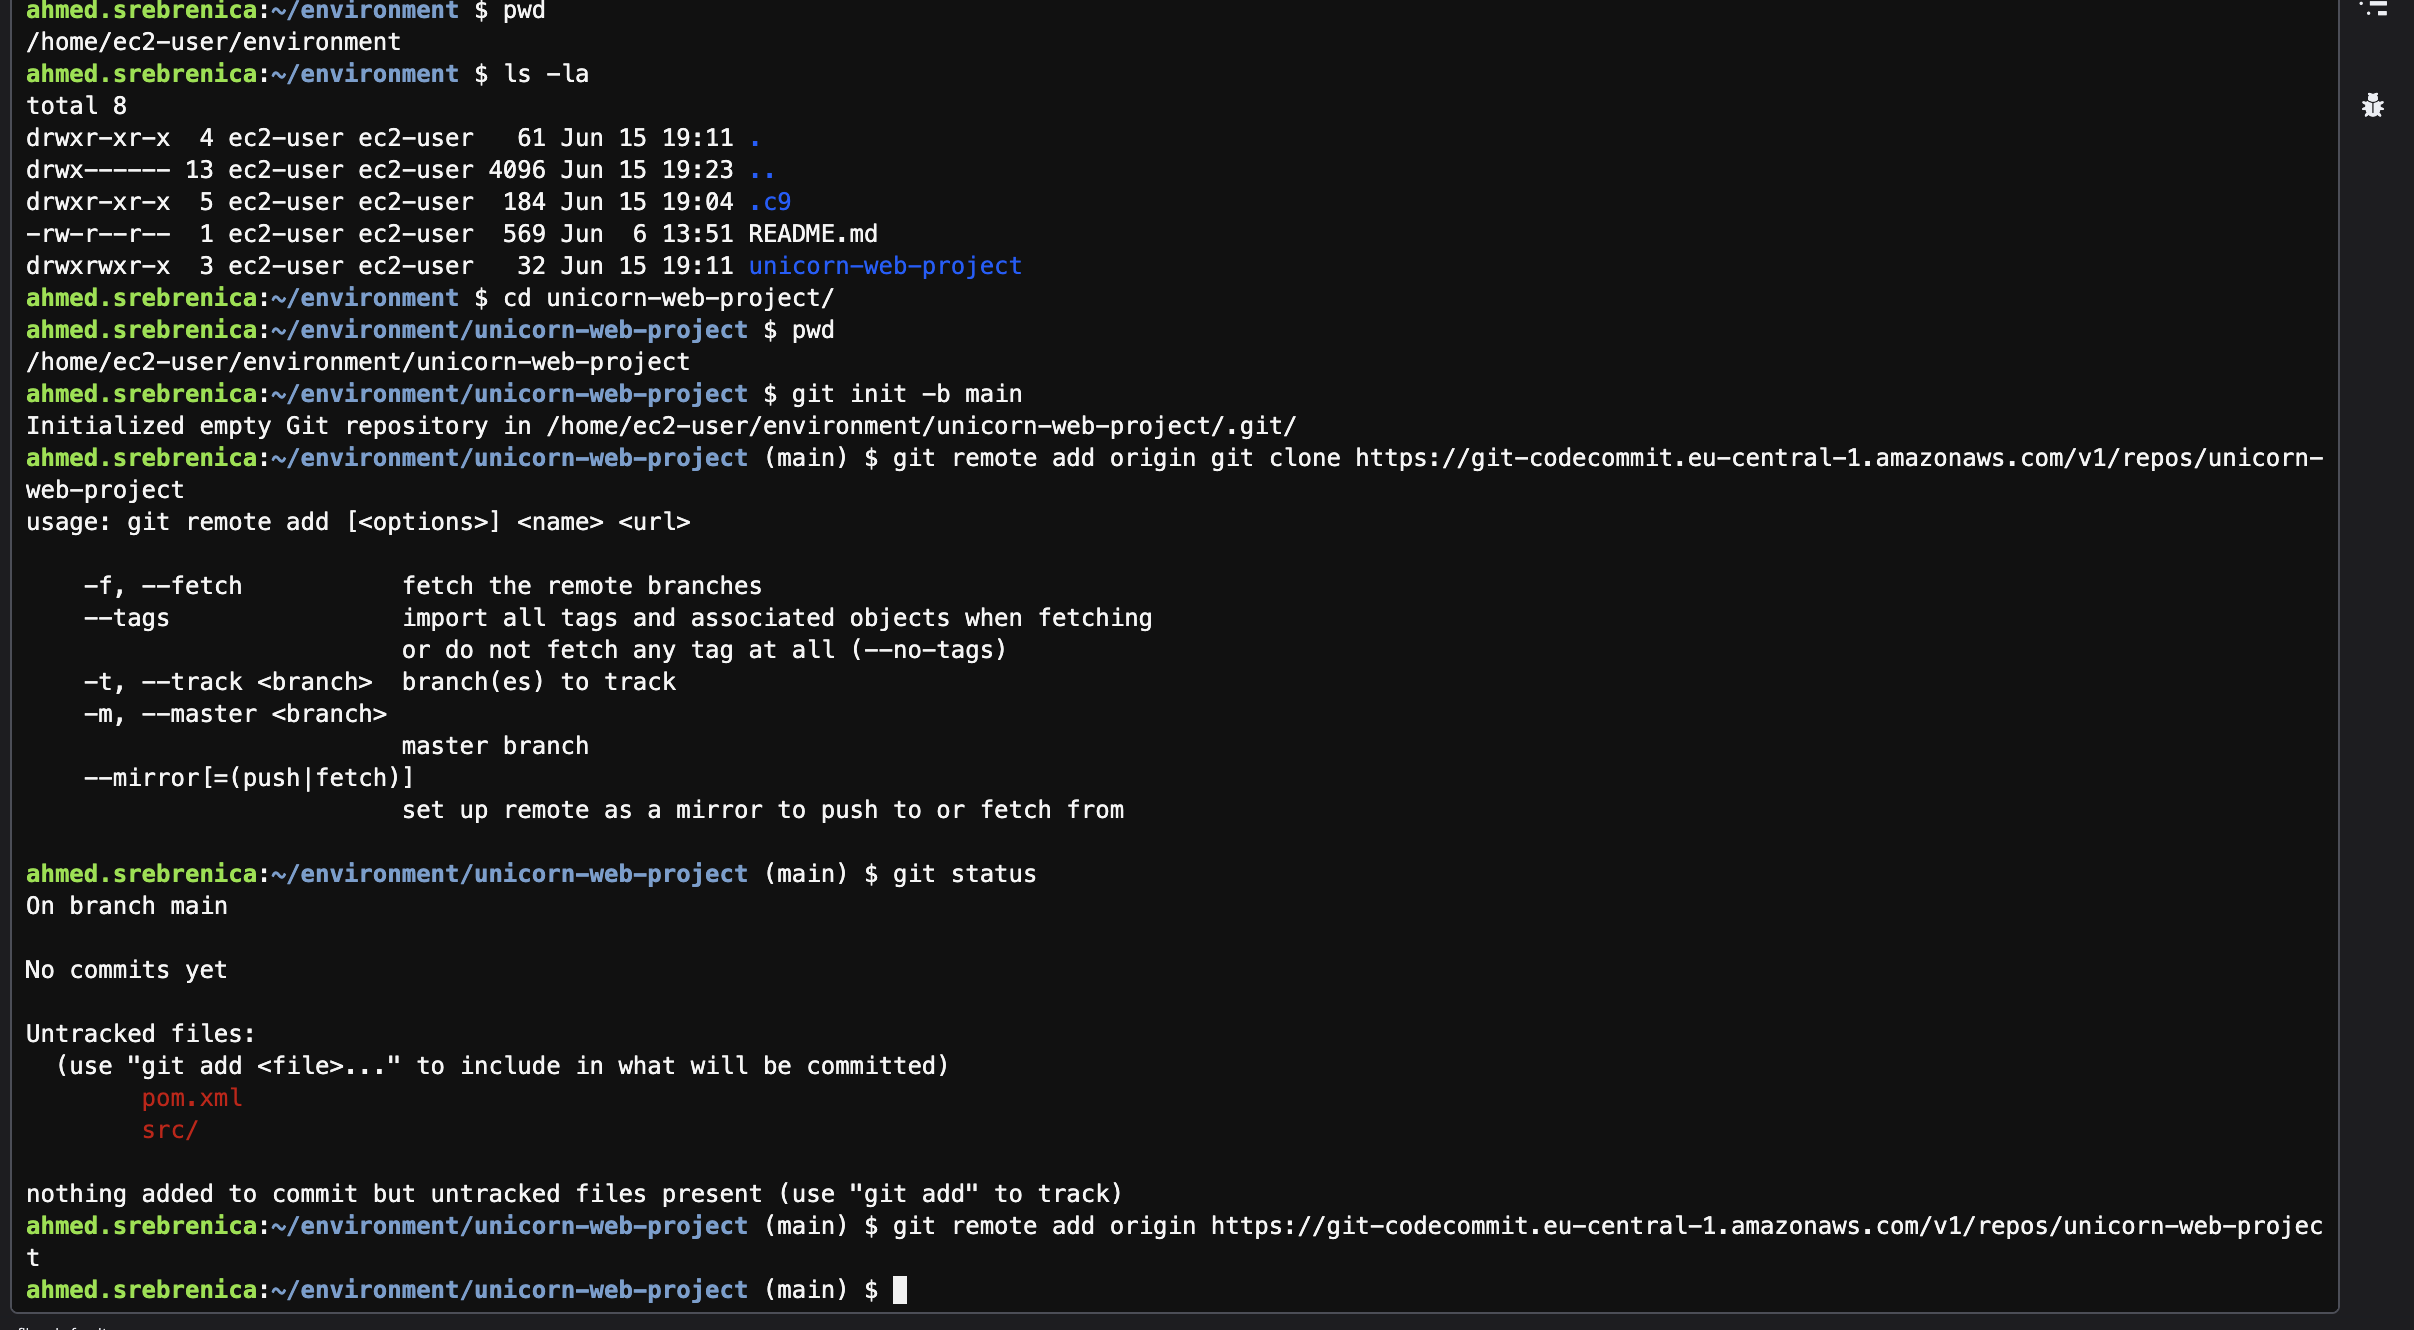 ahmed.srebrenica:~/environment $ pwd
/home/ec2-user/environment
ahmed.srebrenica:~/environment $ ls -la
total 8
drwxr-xr-x  4 ec2-user ec2-user   61 Jun 15 19:11 .
drwx------ 13 ec2-user ec2-user 4096 Jun 15 19:23 ..
drwxr-xr-x  5 ec2-user ec2-user  184 Jun 15 19:04 .c9
-rw-r--r--  1 ec2-user ec2-user  569 Jun  6 13:51 README.md
drwxrwxr-x  3 ec2-user ec2-user   32 Jun 15 19:11 unicorn-web-project
ahmed.srebrenica:~/environment $ cd unicorn-web-project/
ahmed.srebrenica:~/environment/unicorn-web-project $ pwd
/home/ec2-user/environment/unicorn-web-project
ahmed.srebrenica:~/environment/unicorn-web-project $ git init -b main
Initialized empty Git repository in /home/ec2-user/environment/unicorn-web-project/.git/
ahmed.srebrenica:~/environment/unicorn-web-project (main) $ git remote add origin git clone https://git-codecommit.eu-central-1.amazonaws.com/v1/repos/unicorn-
web-project
usage: git remote add [<options>] <name> <url>

    -f, --fetch           fetch the remote branches
    --tags                import all tags and associated objects when fetching
                          or do not fetch any tag at all (--no-tags)
    -t, --track <branch>  branch(es) to track
    -m, --master <branch>
                          master branch
    --mirror[=(push|fetch)]
                          set up remote as a mirror to push to or fetch from

ahmed.srebrenica:~/environment/unicorn-web-project (main) $ git status
On branch main

No commits yet

Untracked files:
  (use "git add <file>..." to include in what will be committed)
        pom.xml
        src/

nothing added to commit but untracked files present (use "git add" to track)
ahmed.srebrenica:~/environment/unicorn-web-project (main) $ git remote add origin https://git-codecommit.eu-central-1.amazonaws.com/v1/repos/unicorn-web-projec
t
ahmed.srebrenica:~/environment/unicorn-web-project (main) $